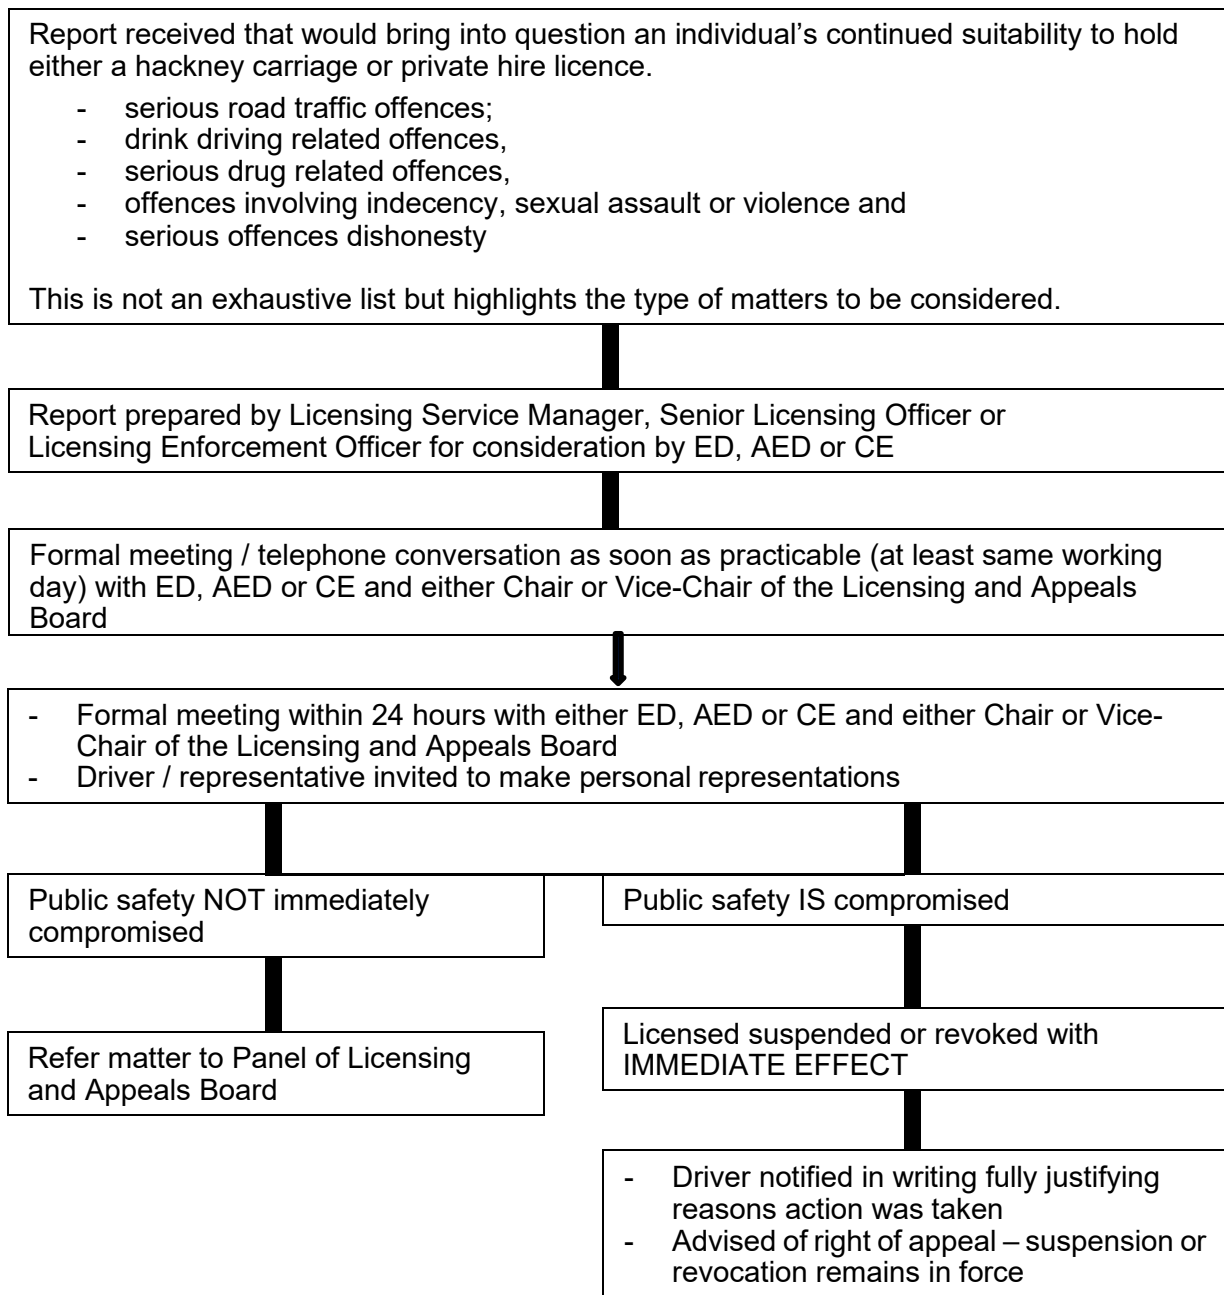 Report received that would bring into question an individual’s continued suitability to hold
either a hackney carriage or private hire licence.
- serious road traffic offences;
- drink driving related offences,
- serious drug related offences,
- offences involving indecency, sexual assault or violence and
- serious offences dishonesty
This is not an exhaustive list but highlights the type of matters to be considered.
Report prepared by Licensing Service Manager, Senior Licensing Officer or
Licensing Enforcement Officer for consideration by ED, AED or CE
Formal meeting / telephone conversation as soon as practicable (at least same working
day) with ED, AED or CE and either Chair or Vice-Chair of the Licensing and Appeals
Board
- Formal meeting within 24 hours with either ED, AED or CE and either Chair or Vice-
Chair of the Licensing and Appeals Board
- Driver / representative invited to make personal representations
Public safety NOT immediately
compromised
Public safety IS compromised
Refer matter to Panel of Licensing
and Appeals Board
Licensed suspended or revoked with
IMMEDIATE EFFECT
- Driver notified in writing fully justifying
reasons action was taken
- Advised of right of appeal – suspension or
revocation remains in force